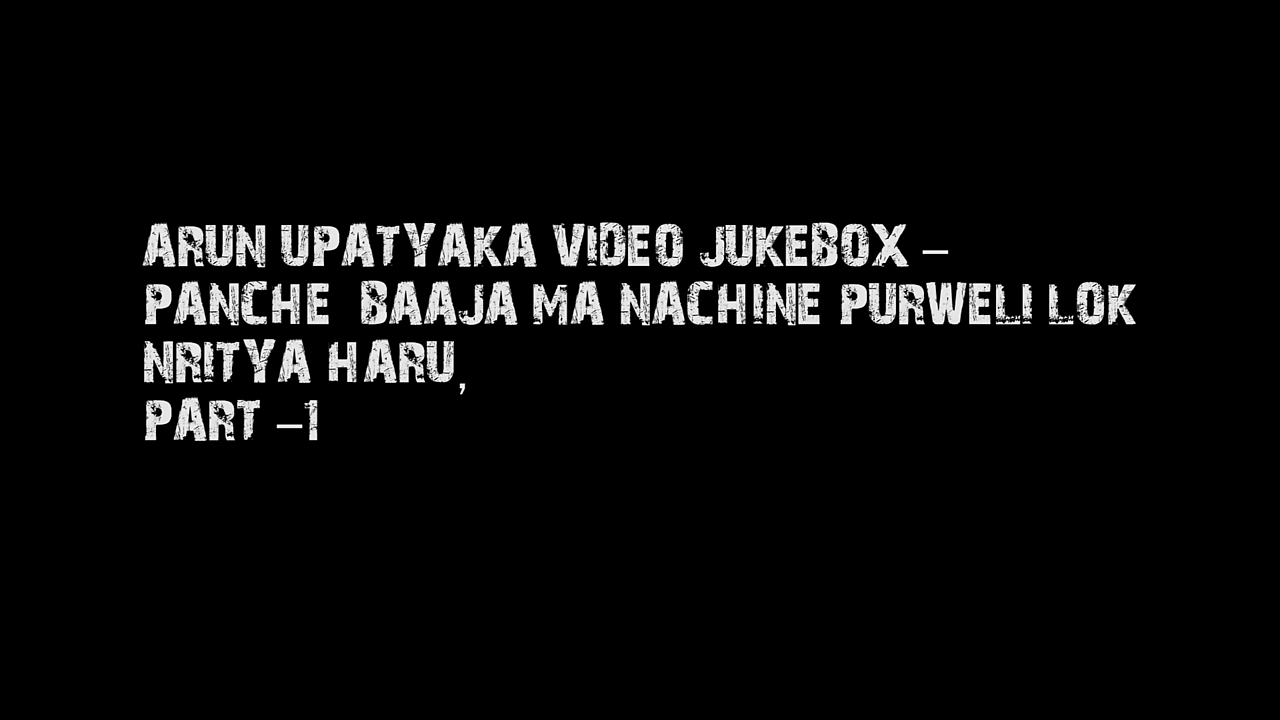 ARUN UPATYAKA VIDEO JUKEBOX –
PANCHE  BAAJA MA NACHINE PURWELI LOK
NRITYA HARU,
PART –1